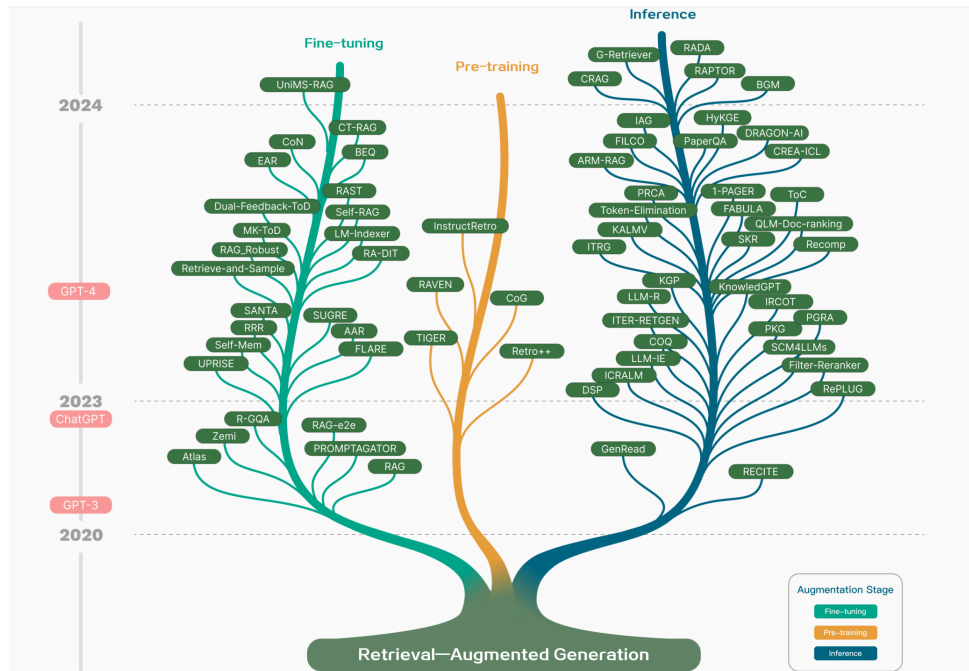 Inference
Fine-tuning
Pre-training
G-Retriever
RADA
RAPTOR
CRAG
UniMS-RAG
BGM
2024
IAG
HyKGE
CT-RAG
DRAGON-AI
CoN
FILCO
PaperQA
BEQ
CREA-ICL
EAR
ARM-RAG
RAST
PRCA
1-PAGER
ToC
Dual-Feedback-ToD
Self-RAG
Token-Elimination
FABULA
InstructRetro
QLM-Doc-ranking
MK-ToD
LM-Indexer
KALMV
SKR
Recomp
RAG_Robust
RA-DIT
ITRG
Retrieve-and-Sample
KGP
KnowledGPT
RAVEN
GPT-4
CoG
LLM-R
IRCOT
SANTA
SUGRE
ITER-RETGEN
PGRA
RRR
AAR
PKG
TIGER
Self-Mem
COQ
SCM4LLMs
FLARE
Retro++
LLM-IE
UPRISE
Filter-Reranker
ICRALM
DSP
RePLUG
2023
ChatGPT
R-GQA
RAG-e2e
Zemi
PROMPTAGATOR
GenRead
Atlas
RAG
RECITE
GPT-3
2020
Augmentation Stage
Fine-tuning
Pre-training
Inference
Retrieval—Augmented Generation